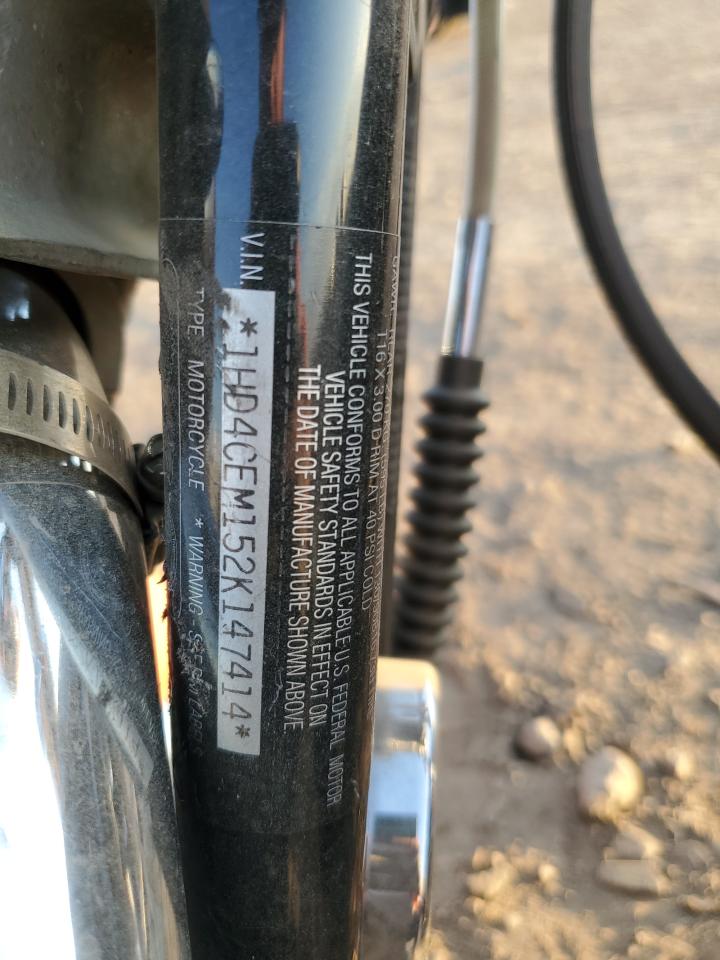 116 X 3.00 D RIM AT 40 PSI COLD
THIS VEHICLE CONFORMS TO ALL APPLICABLE U.S. FEDERAL MOTOR
VEHICLE SAFETY STANDARDS IN EFFECT ON
THE DATE OF MANUFACTURE SHOWN ABOVE
V.I.N. *1HD4CEM152K147414*
TYPE MOTORCYCLE * WARNING -